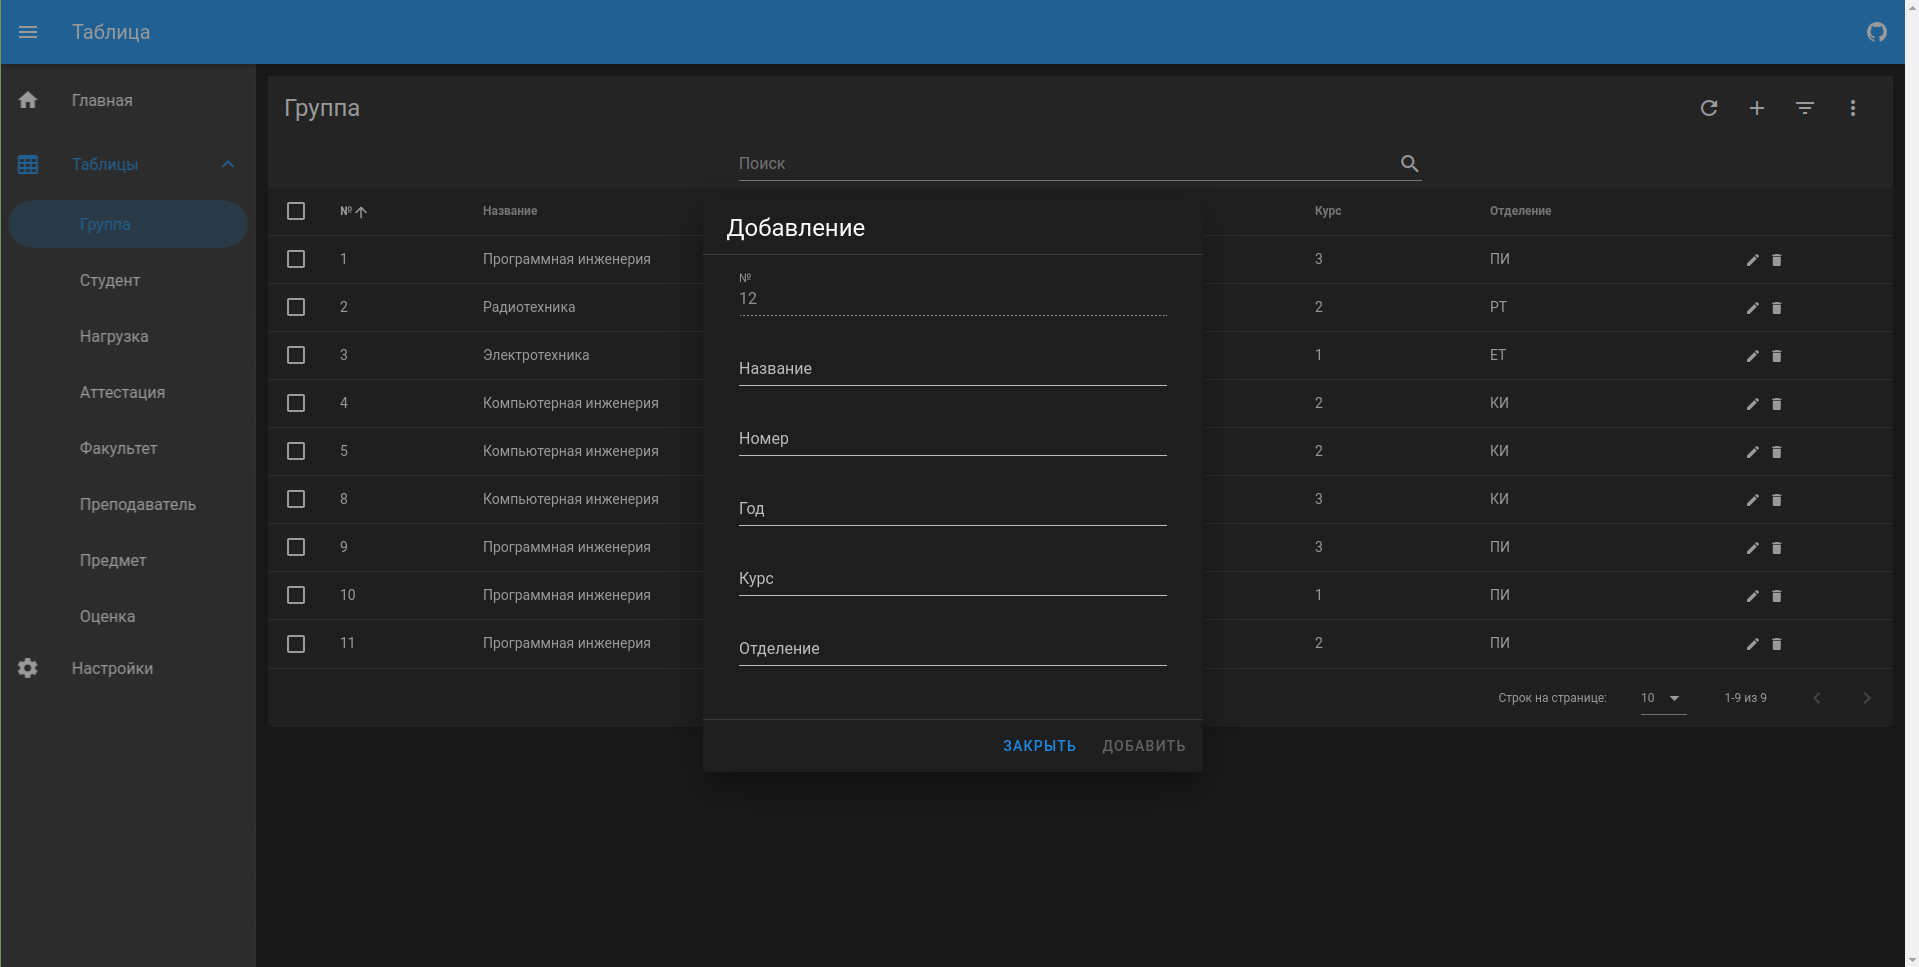 Таблица
Главная
Таблицы
Группа
Студент
Нагрузка
Аттестация
Факультет
Преподаватель
Предмет
Оценка
Настройки
Группа
Поиск
№ Название Курс Отделение
1 Программная инженерия 3 ПИ
2 Радиотехника 2 РТ
3 Электротехника 1 ЕТ
4 Компьютерная инженерия 2 КИ
5 Компьютерная инженерия 2 КИ
8 Компьютерная инженерия 3 КИ
9 Программная инженерия 3 ПИ
10 Программная инженерия 1 ПИ
11 Программная инженерия 2 ПИ
Строк на странице: 10 1-9 из 9
Добавление
№
12
Название
Номер
Год
Курс
Отделение
ЗАКРЫТЬ ДОБАВИТЬ